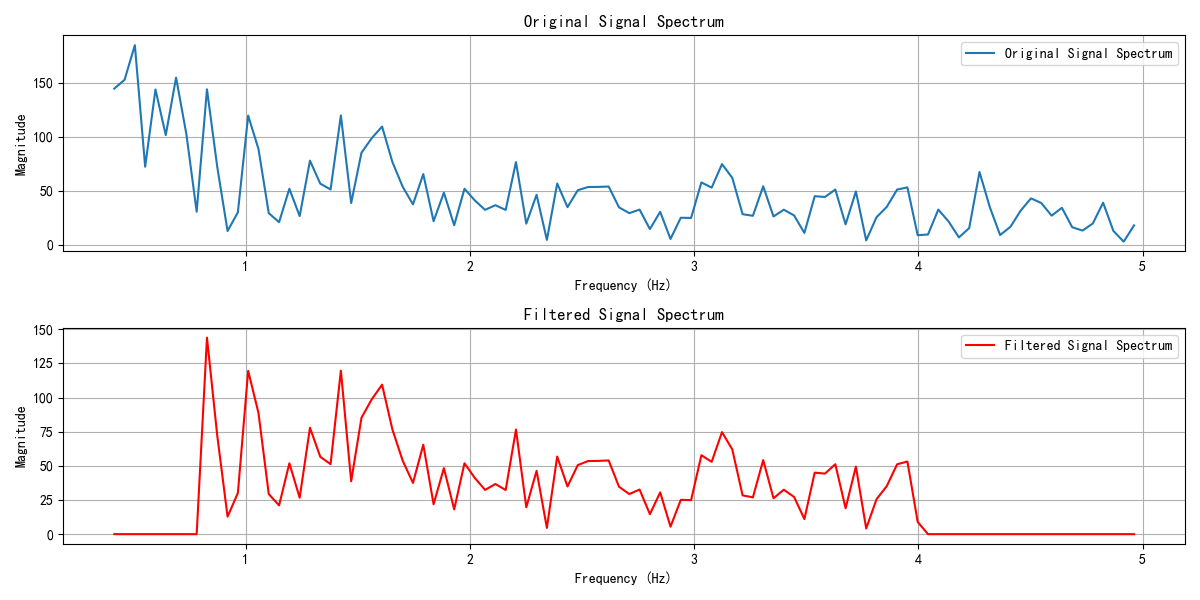 Original Signal Spectrum
Original Signal Spectrum
Magnitude
150
100
50
0
1
2
3
4
5
Frequency (Hz)
Filtered Signal Spectrum
Filtered Signal Spectrum
Magnitude
150
125
100
75
50
25
0
1
2
3
4
5
Frequency (Hz)